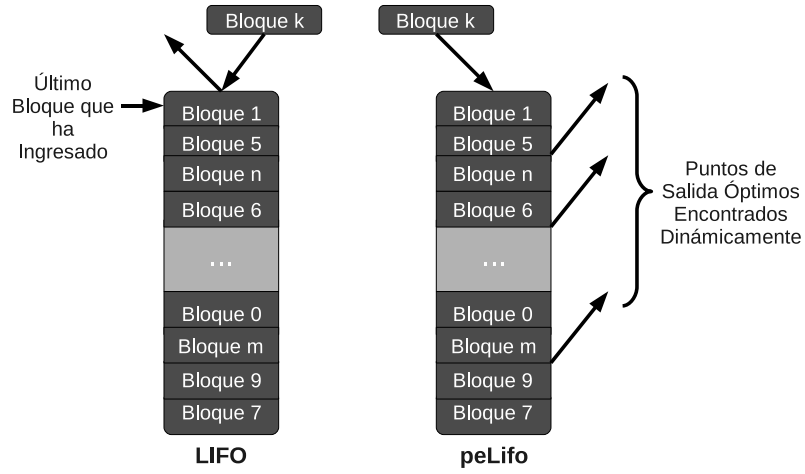 Bloque k
Último
Bloque que
ha
Ingresado
Bloque 1
Bloque 5
Bloque n
Bloque 6
...
Bloque 0
Bloque m
Bloque 9
Bloque 7
LIFO
Bloque k
Bloque 1
Bloque 5
Bloque n
Bloque 6
...
Bloque 0
Bloque m
Bloque 9
Bloque 7
peLifo
Puntos de
Salida Óptimos
Encontrados
Dinámicamente